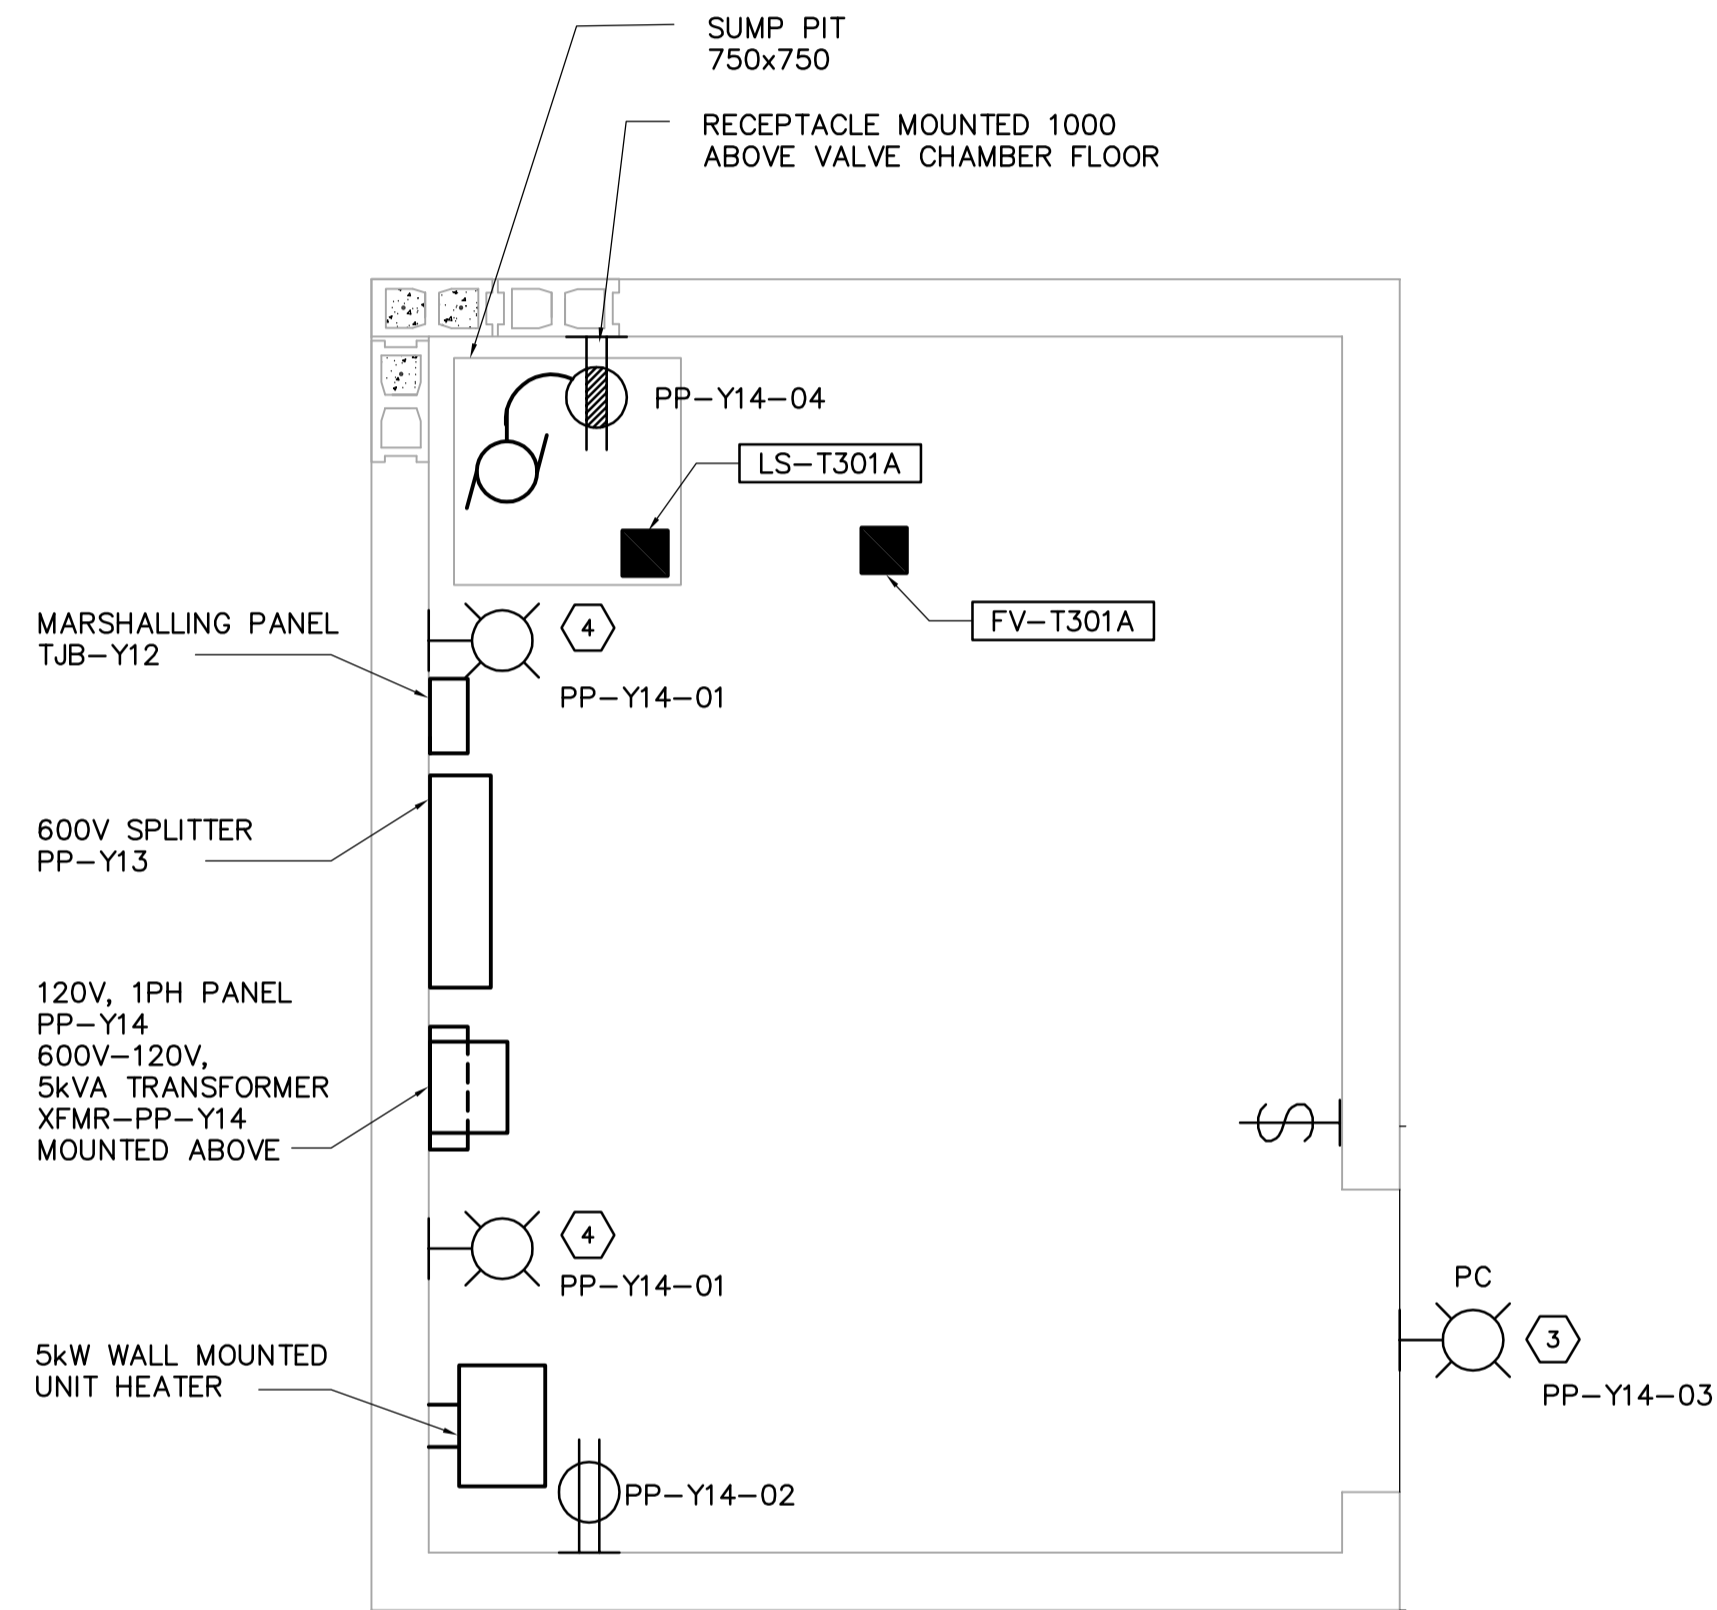 SUMP PIT
750x750
RECEPTACLE MOUNTED 1000
ABOVE VALVE CHAMBER FLOOR
PP-Y14-04
LS-T301A
FV-T301A
MARSHALLING PANEL
TJB-Y12
4
PP-Y14-01
600V SPLITTER
PP-Y13
120V, 1PH PANEL
PP-Y14
600V-120V,
5kVA TRANSFORMER
XFMR-PP-Y14
MOUNTED ABOVE
4
PP-Y14-01
PC
3
PP-Y14-03
5kW WALL MOUNTED
UNIT HEATER
PP-Y14-02